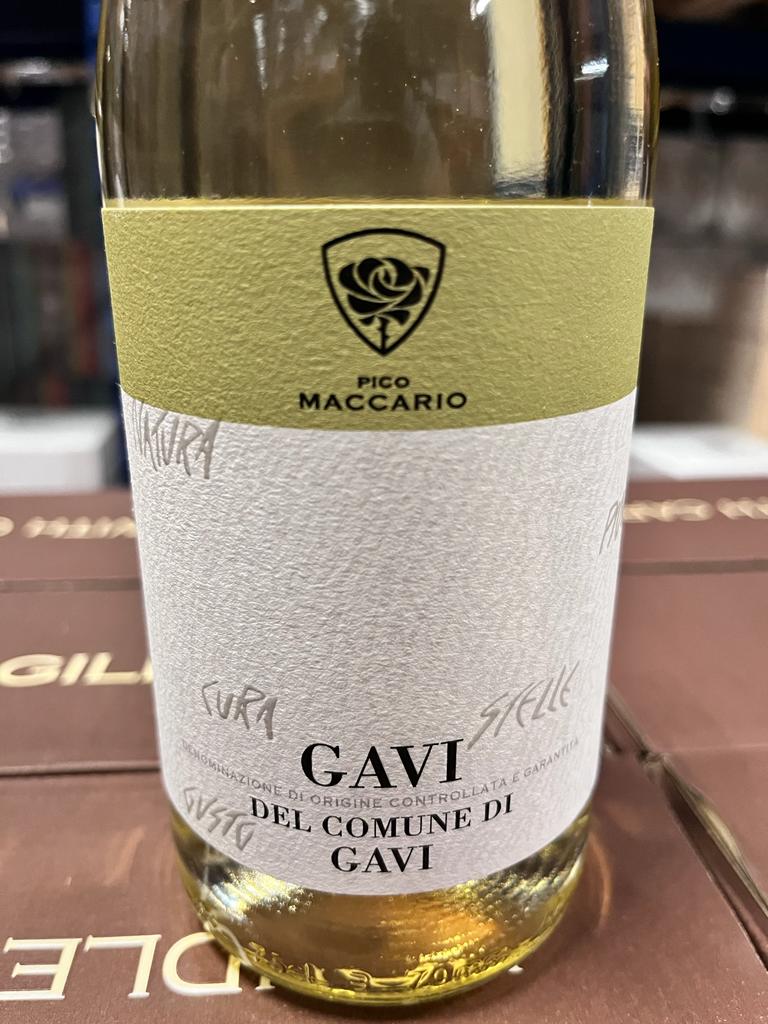 PICO
MACCARIO
NATURA
CURA
STELLE
GAVI
DENOMINAZIONE DI ORIGINE CONTROLLATA E GARANTITA
GUSTO
DEL COMUNE DI
GAVI